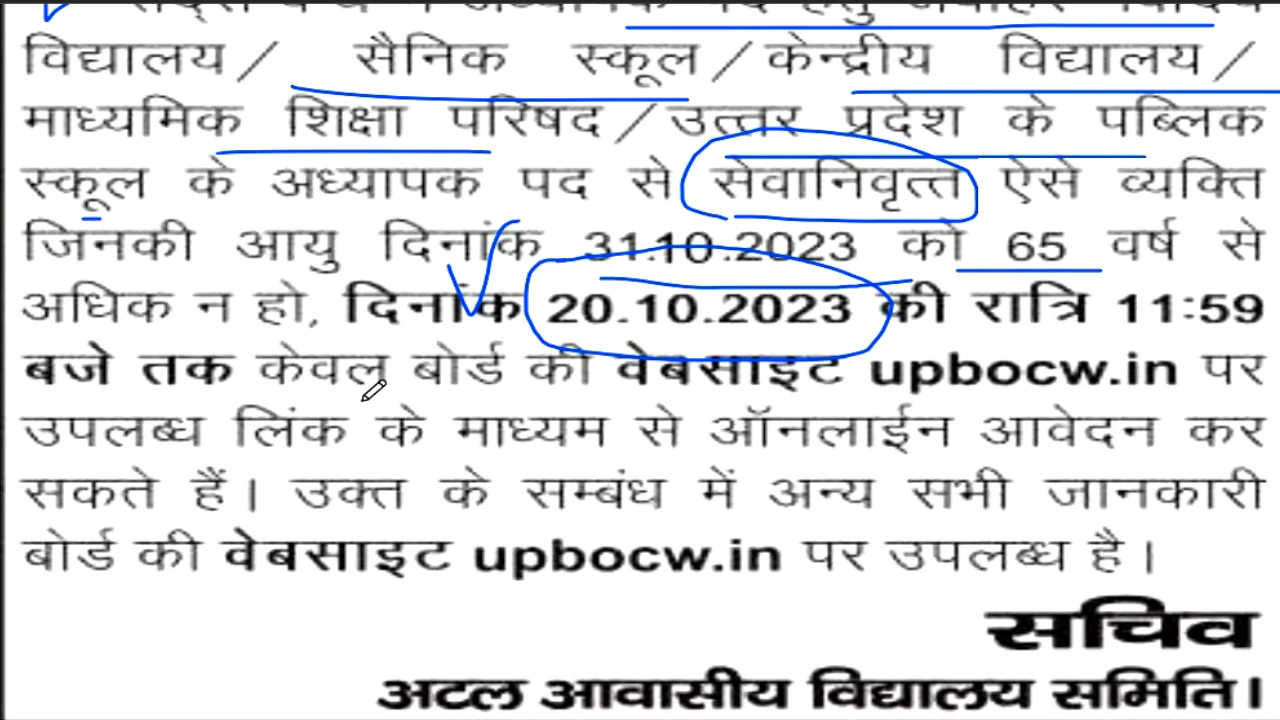 विद्यालय/ सैनिक स्कूल/केन्द्रीय विद्यालय/
माध्यमिक शिक्षा परिषद/उत्तर प्रदेश के पब्लिक
स्कूल के अध्यापक पद से सेवानिवृत्त ऐसे व्यक्ति
जिनकी आयु दिनांक 31.10.2023 को 65 वर्ष से
अधिक न हो, दिनांक 20.10.2023 की रात्रि 11:59
बजे तक केवल बोर्ड की वेबसाइट upbocw.in पर
उपलब्ध लिंक के माध्यम से ऑनलाईन आवेदन कर
सकते हैं। उक्त के सम्बंध में अन्य सभी जानकारी
बोर्ड की वेबसाइट upbocw.in पर उपलब्ध है।
सचिव
अटल आवासीय विद्यालय समिति।